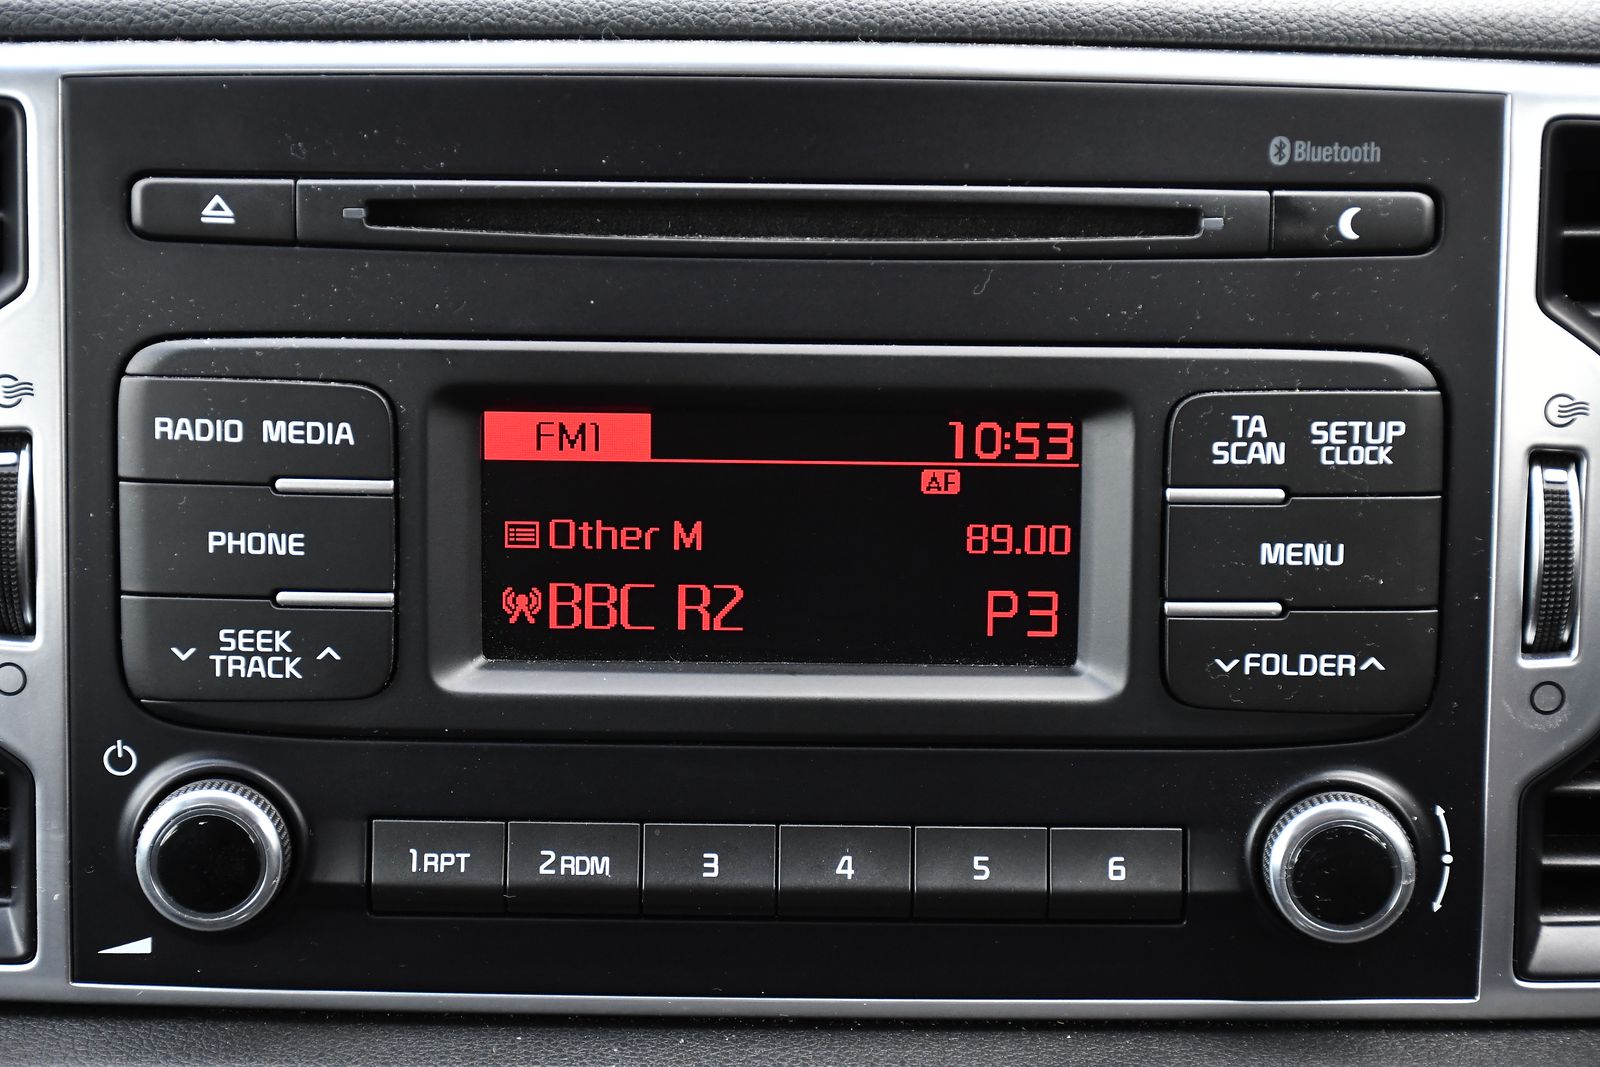 Bluetooth
RADIO MEDIA
PHONE
SEEK
TRACK
FM1 10:53
AF
Other M 89.00
BBC R2 P3
TA
SCAN
SETUP
CLOCK
MENU
FOLDER
1 RPT
2 RDM
3
4
5
6